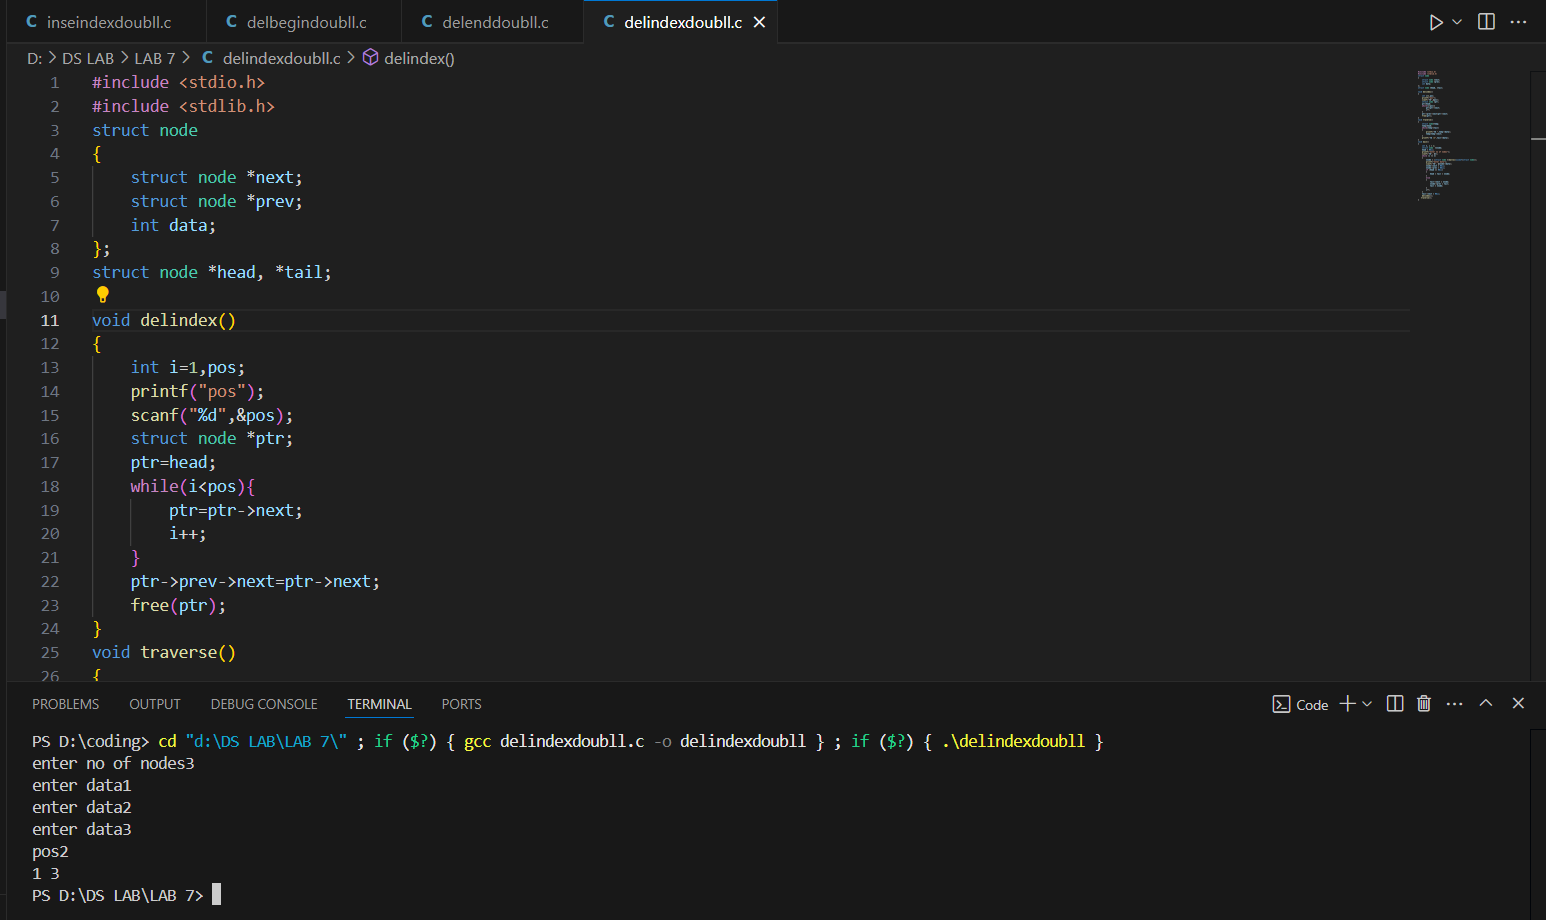 C inseindexdoubll.c C delbegindoubll.c C delenddoubll.c C delindexdoubll.c
D: > DS LAB > LAB 7 > C delindexdoubll.c > delindex()
1 #include <stdio.h>
2 #include <stdlib.h>
3 struct node
4 {
5 struct node *next;
6 struct node *prev;
7 int data;
8 };
9 struct node *head, *tail;
10
11 void delindex()
12 {
13 int i=1,pos;
14 printf("pos");
15 scanf("%d",&pos);
16 struct node *ptr;
17 ptr=head;
18 while(i<pos){
19 ptr=ptr->next;
20 i++;
21 }
22 ptr->prev->next=ptr->next;
23 free(ptr);
24 }
25 void traverse()
26 {
PROBLEMS OUTPUT DEBUG CONSOLE TERMINAL PORTS Code
PS D:\coding> cd "d:\DS LAB\LAB 7\" ; if ($?) { gcc delindexdoubll.c -o delindexdoubll } ; if ($?) { .\delindexdoubll }
enter no of nodes3
enter data1
enter data2
enter data3
pos2
1 3
PS D:\DS LAB\LAB 7>